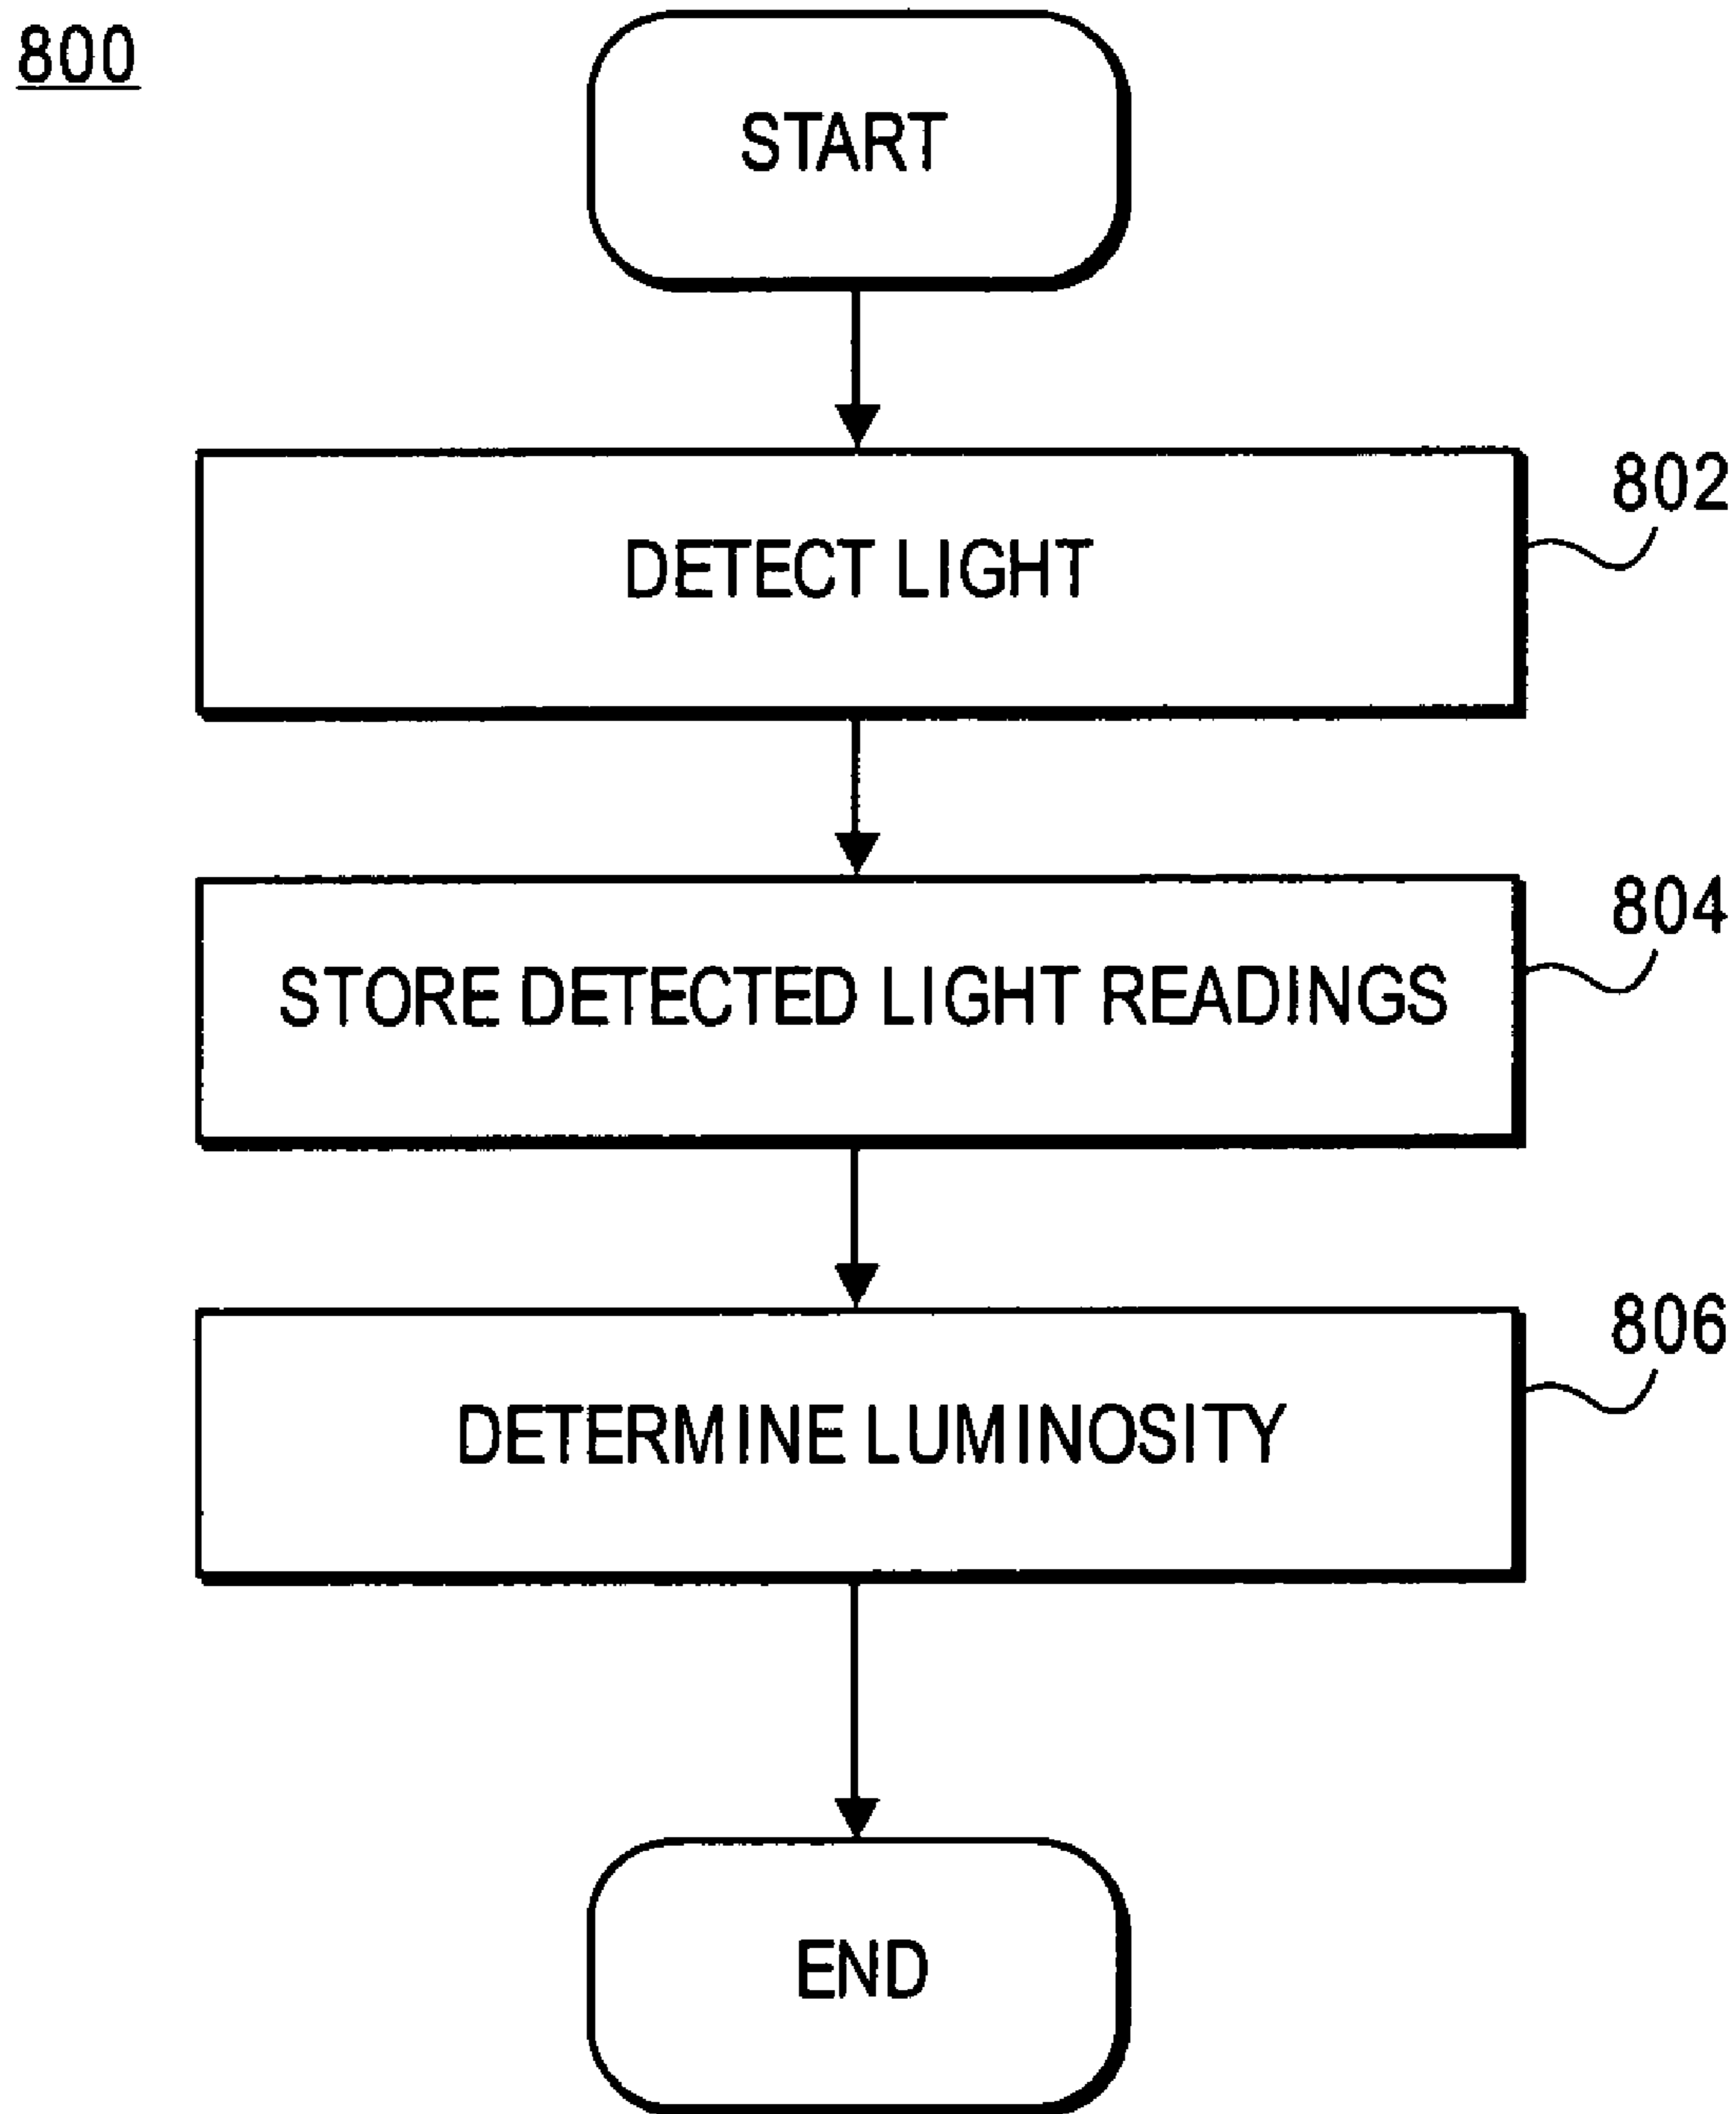 800
START
DETECT LIGHT
802
STORE DETECTED LIGHT READINGS
804
DETERMINE LUMINOSITY
806
END